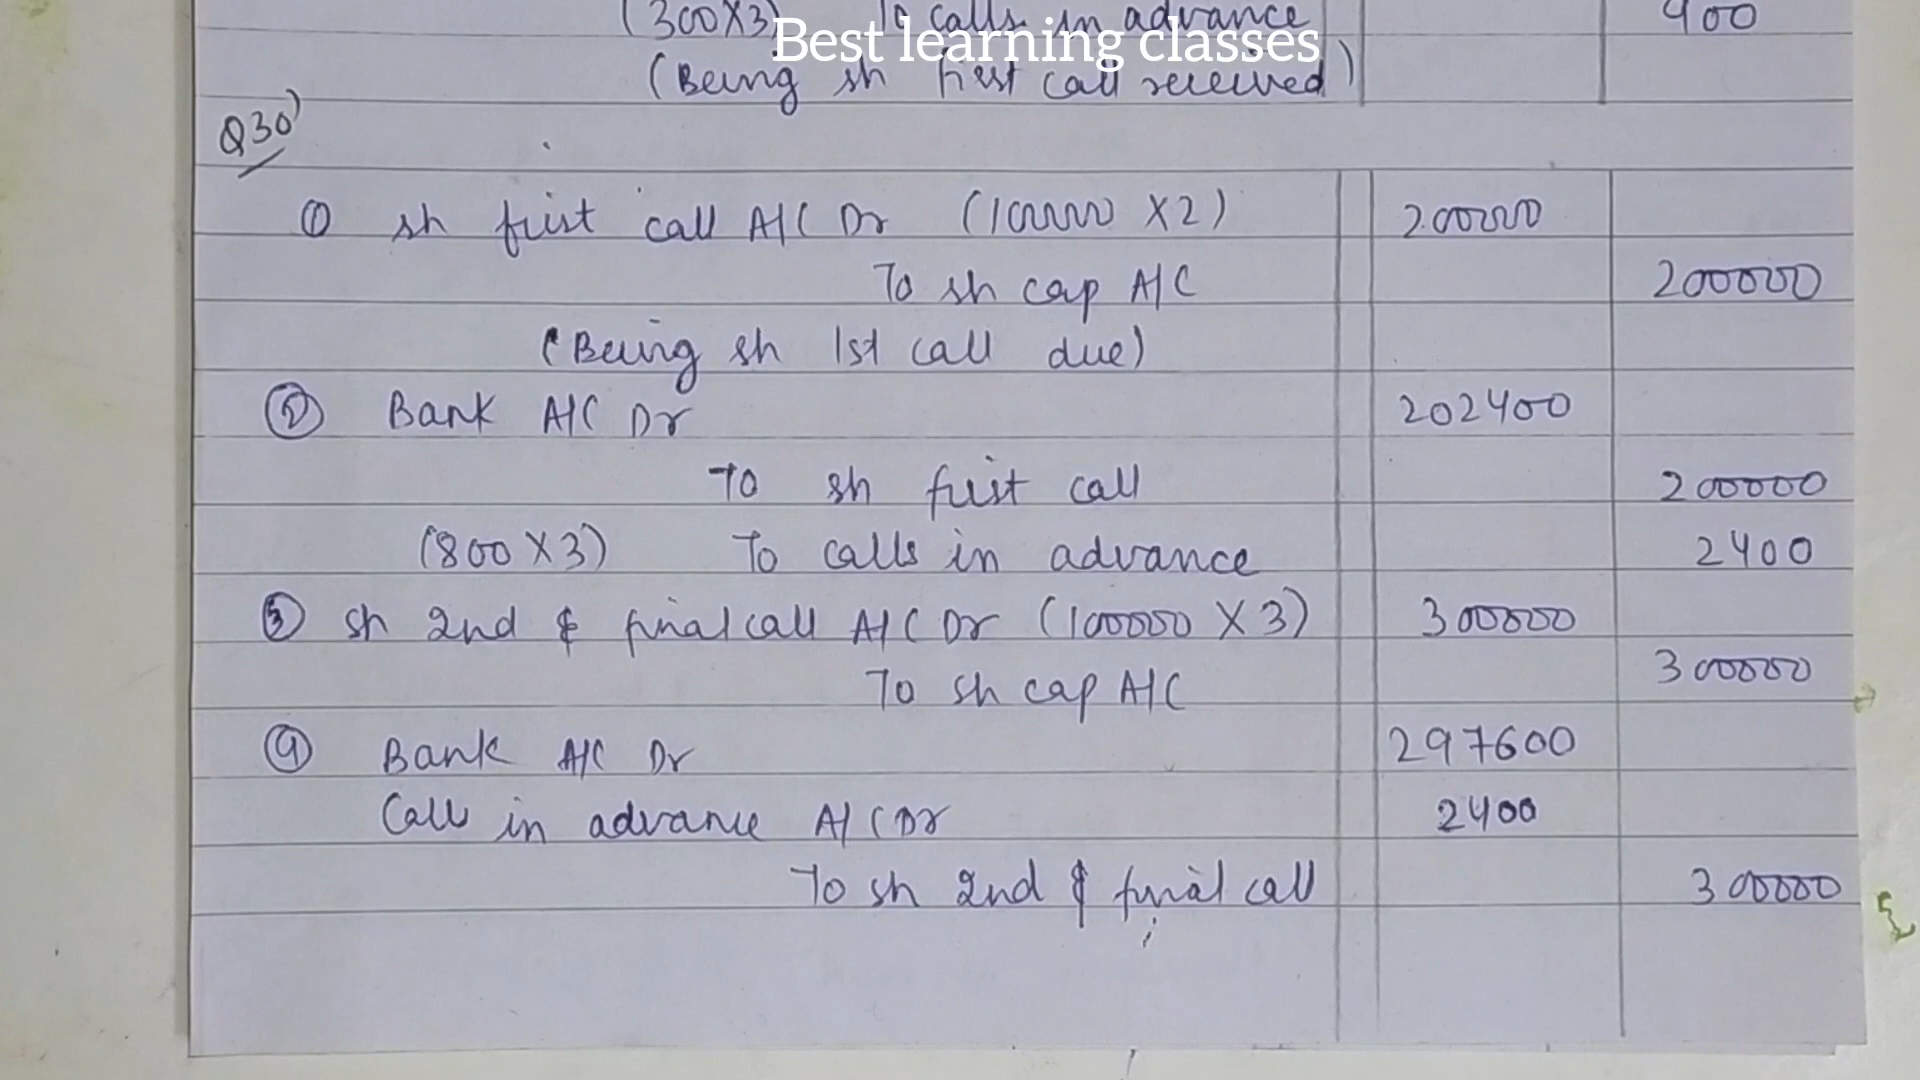 (300X3) To calls in advance 900
Best learning classes
(Being sh first call received)
Q30)
① sh first call A/C Dr (100000 X2) 200000
To sh cap A/C 200000
(Being sh 1st call due)
② Bank A/C Dr 202400
To sh first call 200000
(800 X3) To calls in advance 2400
③ sh 2nd & final call A/C Dr (100000 X3) 300000
To sh cap A/C 300000
④ Bank A/C Dr 297600
Call in advance A/C Dr 2400
To sh 2nd & final call 300000